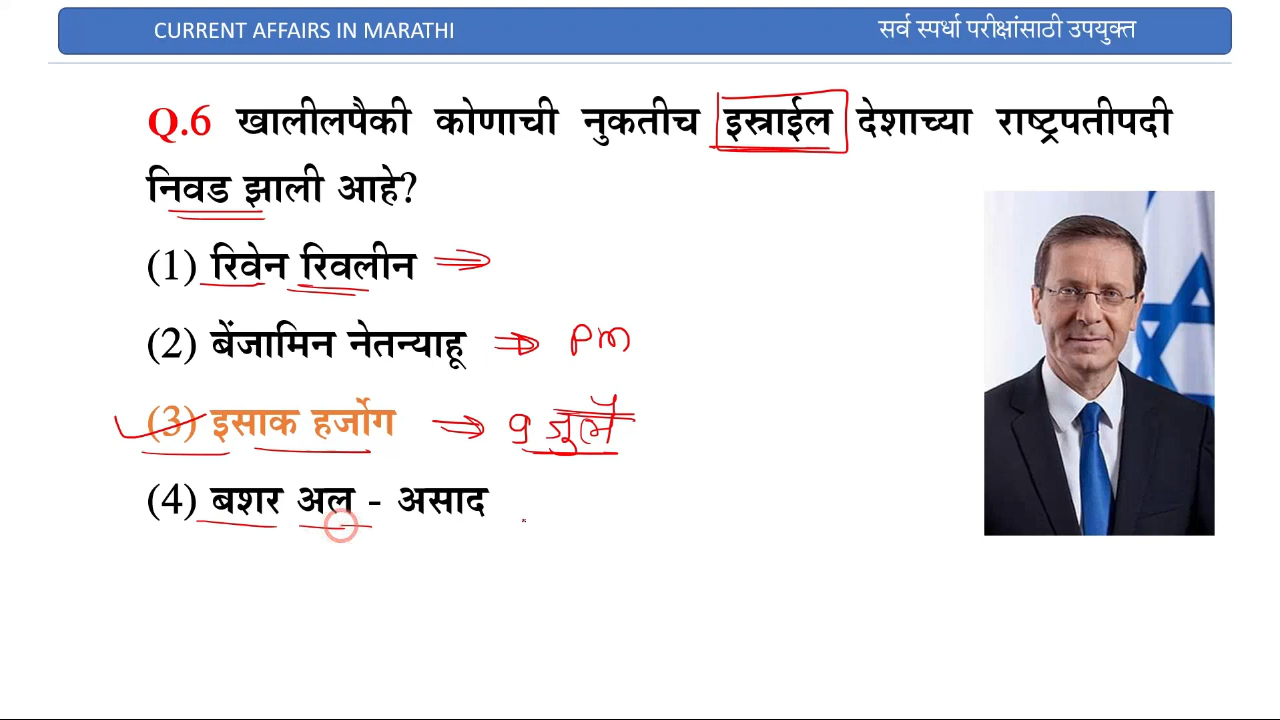 CURRENT AFFAIRS IN MARATHI
सर्व स्पर्धा परीक्षांसाठी उपयुक्त
Q.6 खालीलपैकी कोणाची नुकतीच इस्राईल देशाच्या राष्ट्रपतीपदी
निवड झाली आहे?
(1) रिवेन रिवलीन
(2) बेंजामिन नेतन्याहू ⇒ PM
(3) इसाक हर्जोग → 9 जुलै
(4) बशर अल - असाद